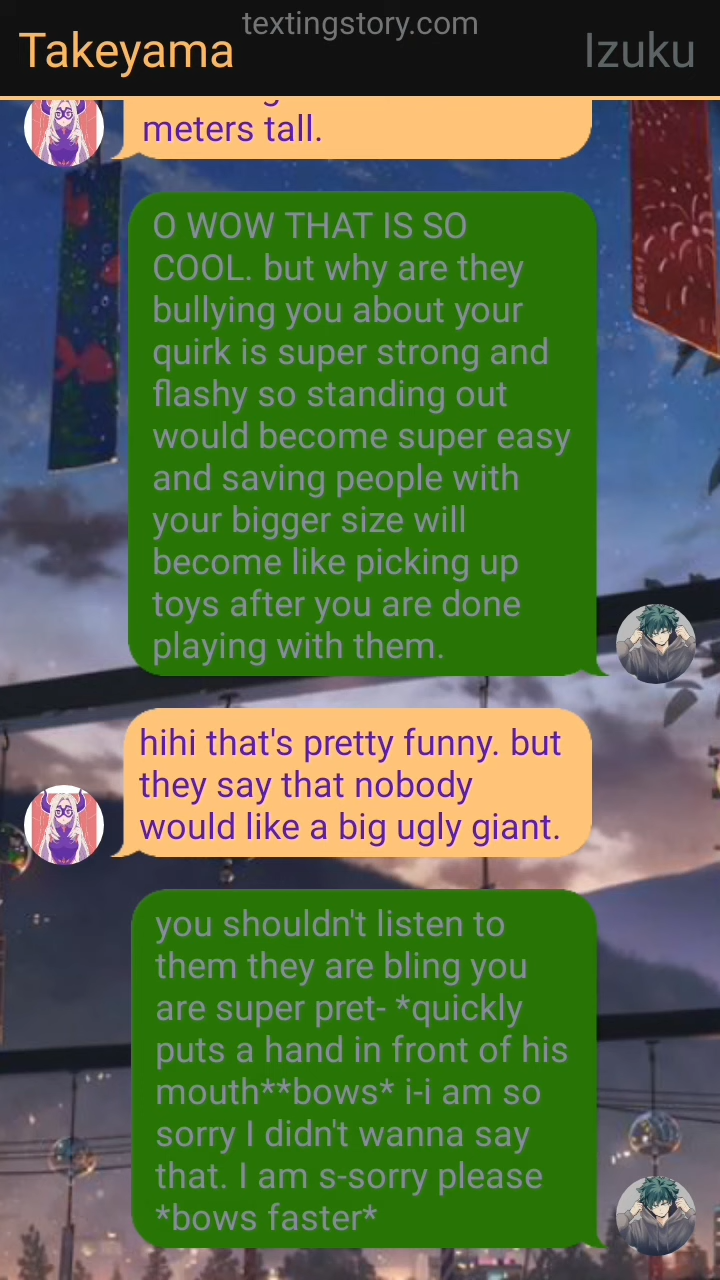 textingstory.com
Takeyama
Izuku
meters tall.
O WOW THAT IS SO
COOL. but why are they
bullying you about your
quirk is super strong and
flashy so standing out
would become super easy
and saving people with
your bigger size will
become like picking up
toys after you are done
playing with them.
hihi that's pretty funny. but
they say that nobody
would like a big ugly giant.
you shouldn't listen to
them they are bling you
are super pret- *quickly
puts a hand in front of his
mouth**bows* i-i am so
sorry I didn't wanna say
that. I am s-sorry please
*bows faster*